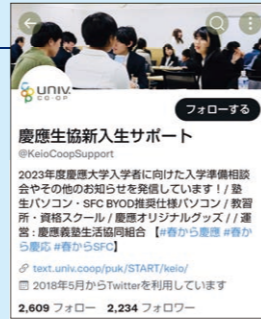 univ.
CO-OP
フォローする
慶應生協新入生サポート
@KeioCoopSupport
2023年度慶應大学入学者に向けた入学準備相談
会やその他のお知らせを発信しています！/ 塾
生パソコン・SFC BYOD推奨仕様パソコン / 教習
所・資格スクール / 慶應オリジナルグッズ / / 運
営 : 慶應義塾生活協同組合 【#春から慶應 #春か
ら慶応 #春からSFC】
text.univ.coop/puk/START/keio/
2018年5月からTwitterを利用しています
2,609 フォロー 2,234 フォロワー